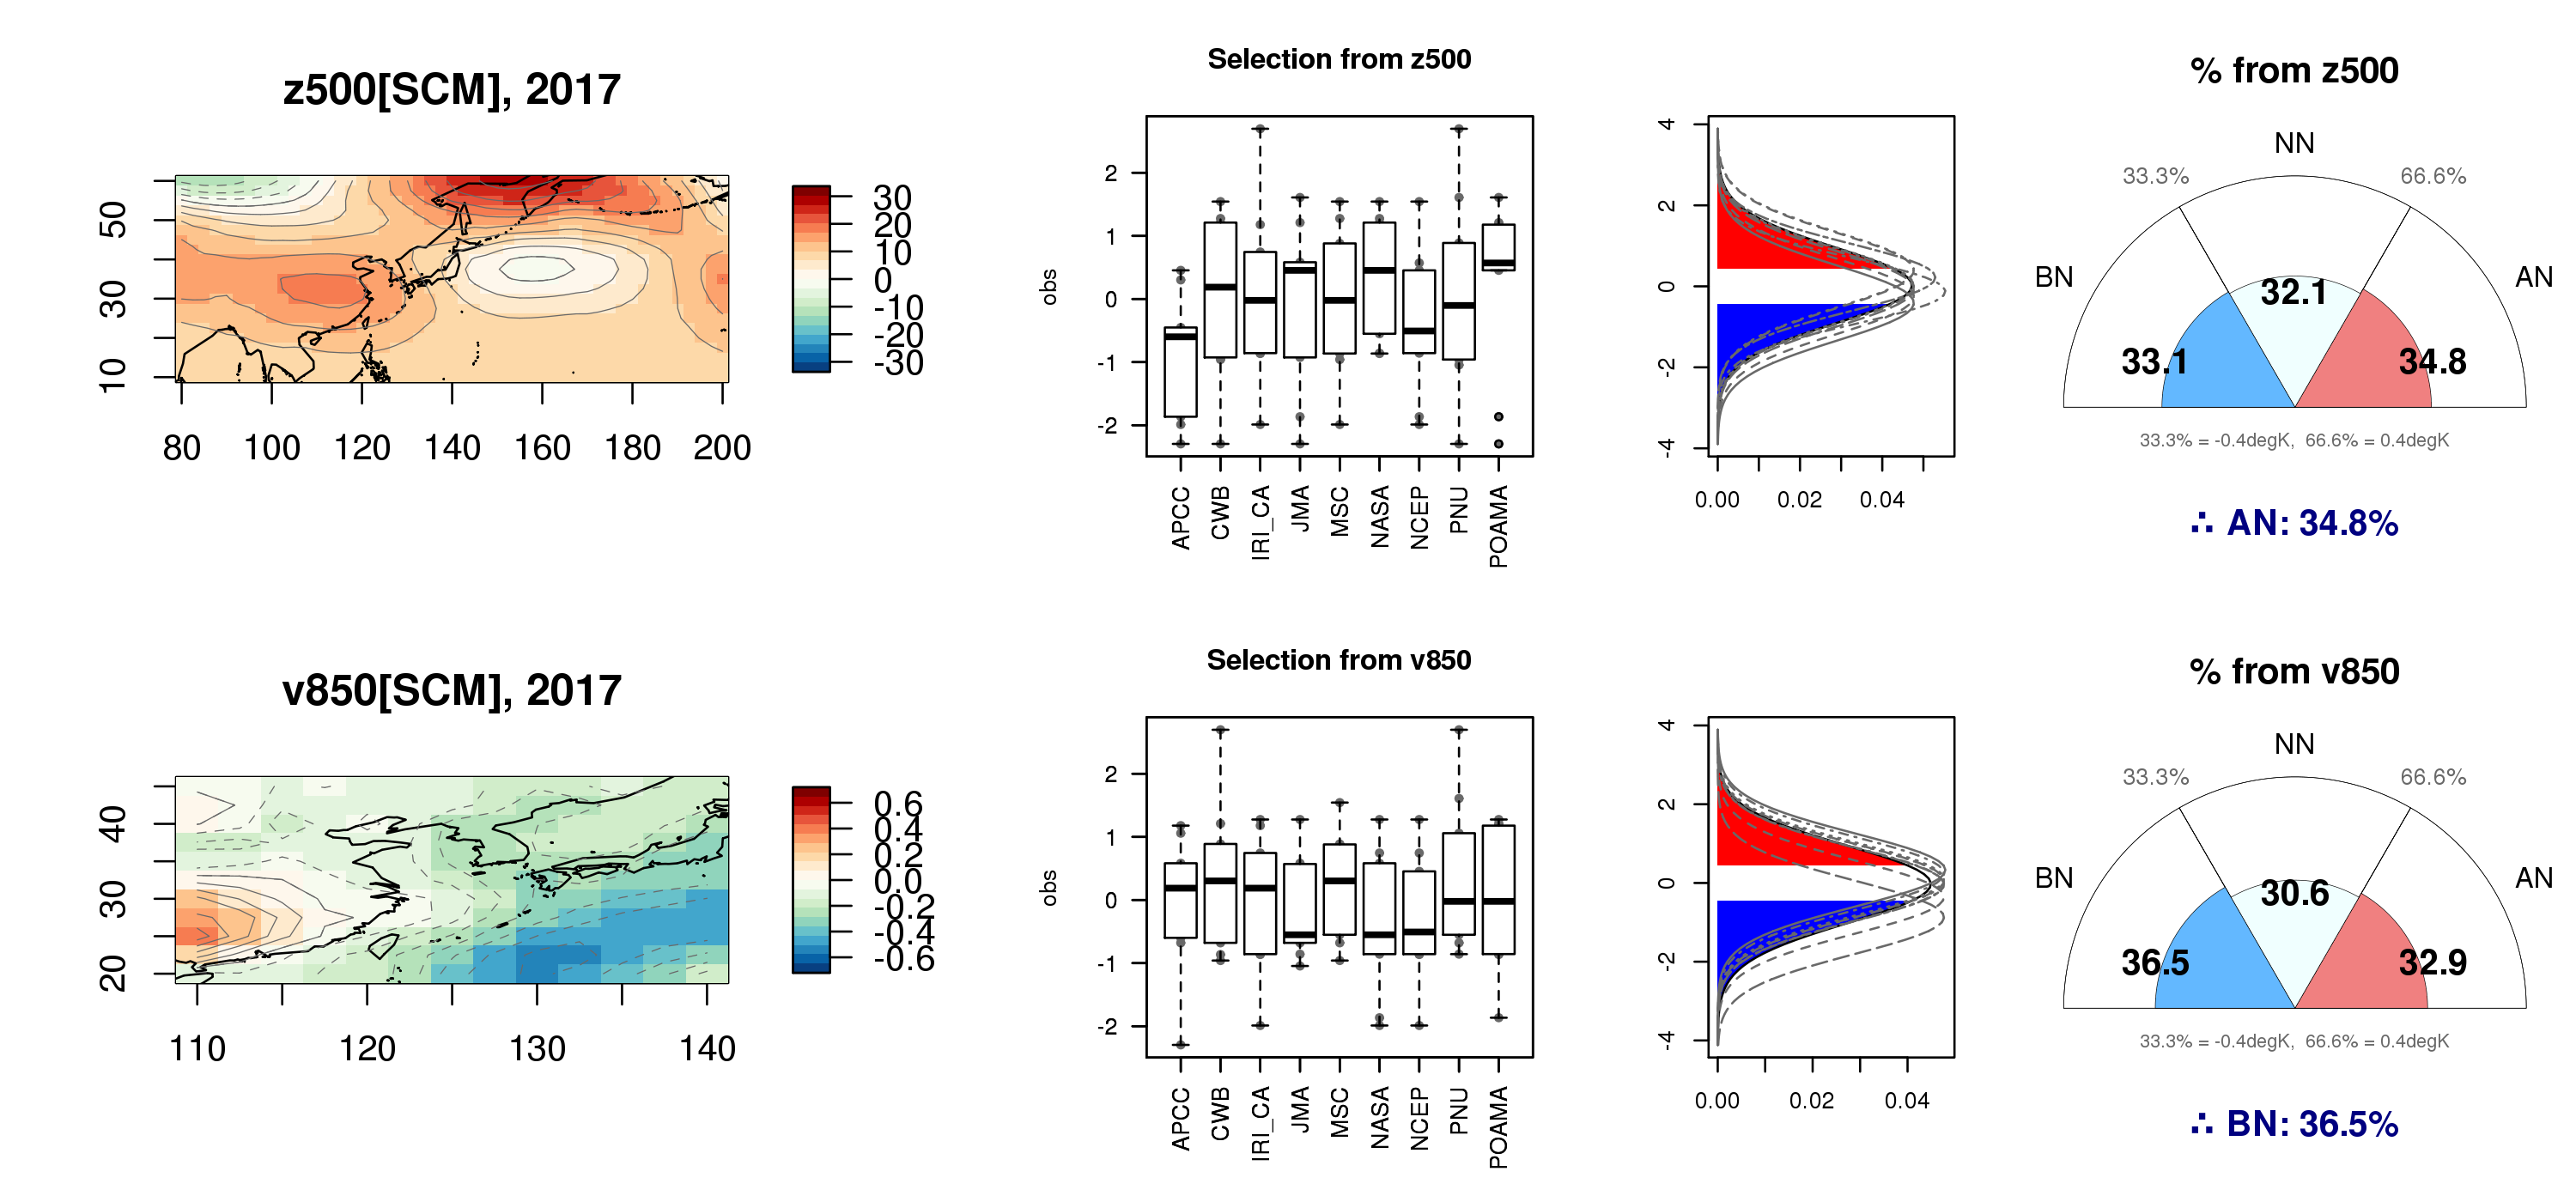 z500[SCM], 2017
50
30
10
80 100 120 140 160 180 200
30
20
10
0
-10
-20
-30
Selection from z500
obs
2
1
0
-1
-2
APCC
CWB
IRI_CA
JMA
MSC
NASA
NCEP
PNU
POAMA
4
2
0
-2
-4
0.00 0.02 0.04
% from z500
NN
33.3% 66.6%
BN AN
32.1
33.1 34.8
33.3% = -0.4degK, 66.6% = 0.4degK
∴ AN: 34.8%
v850[SCM], 2017
40
30
20
110 120 130 140
0.6
0.4
0.2
0.0
-0.2
-0.4
-0.6
Selection from v850
obs
2
1
0
-1
-2
APCC
CWB
IRI_CA
JMA
MSC
NASA
NCEP
PNU
POAMA
4
2
0
-2
-4
0.00 0.02 0.04
% from v850
NN
33.3% 66.6%
BN AN
30.6
36.5 32.9
33.3% = -0.4degK, 66.6% = 0.4degK
∴ BN: 36.5%